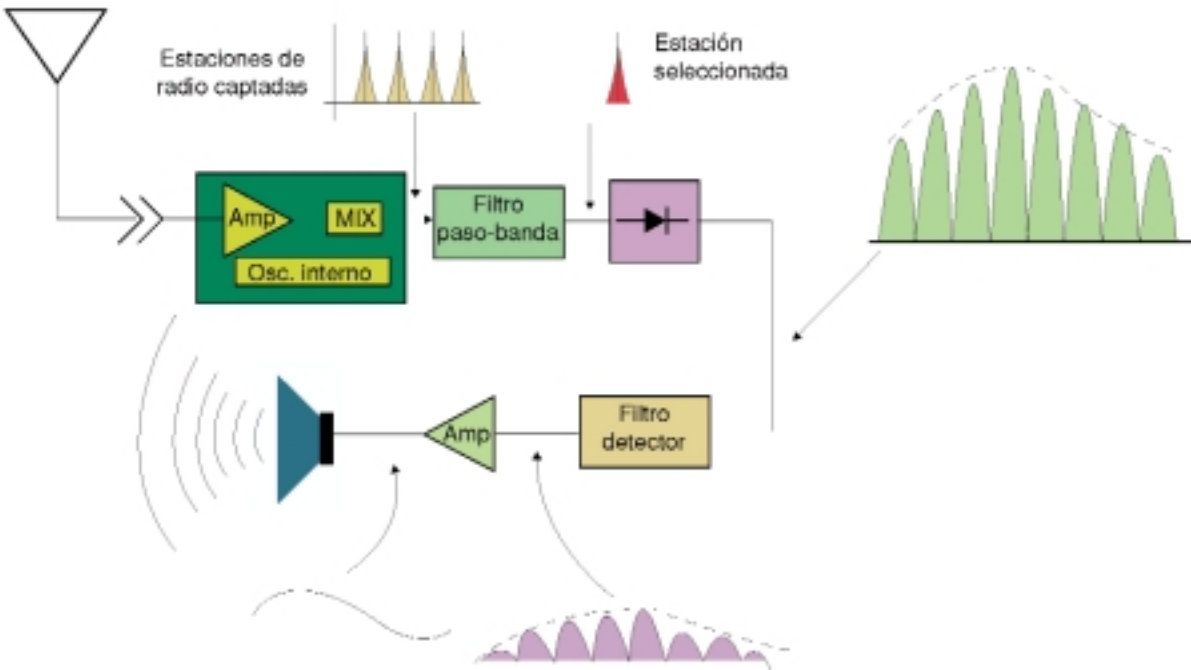 Estaciones de
radio captadas
Estación
seleccionada
Amp
MIX
Osc. interno
Filtro
paso-banda
Amp
Filtro
detector